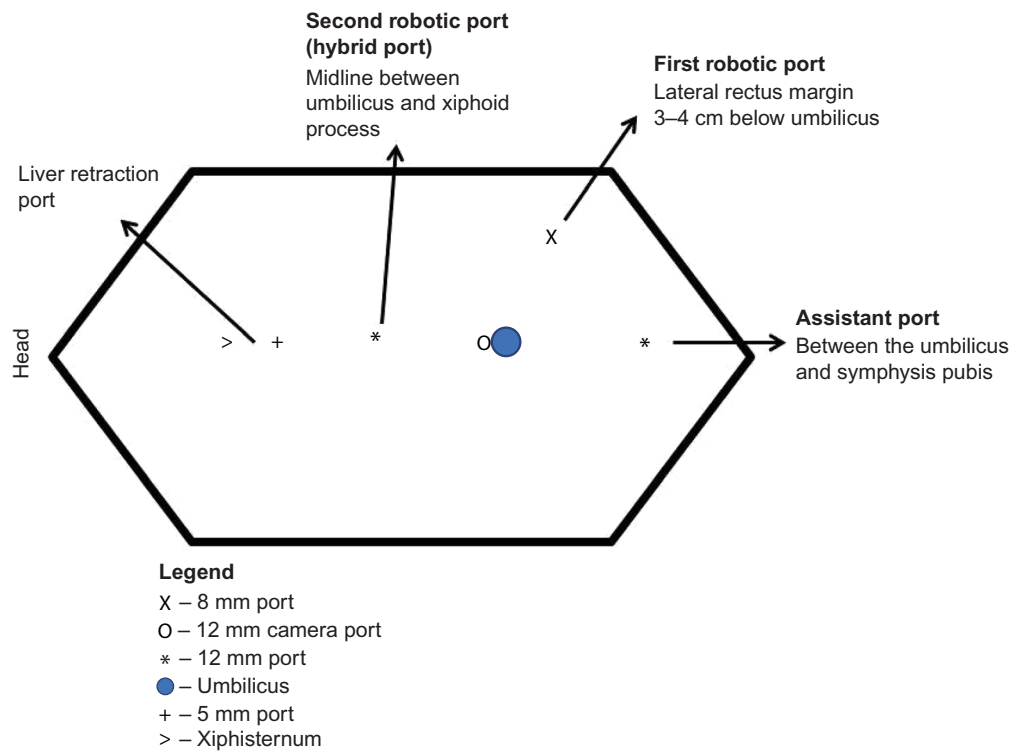 Second robotic port
(hybrid port)
Midline between
umbilicus and xiphoid
process
First robotic port
Lateral rectus margin
3–4 cm below umbilicus
Liver retraction
port
X
Head
> + * O *
Assistant port
Between the umbilicus
and symphysis pubis
Legend
X – 8 mm port
O – 12 mm camera port
* – 12 mm port
– Umbilicus
+ – 5 mm port
> – Xiphisternum